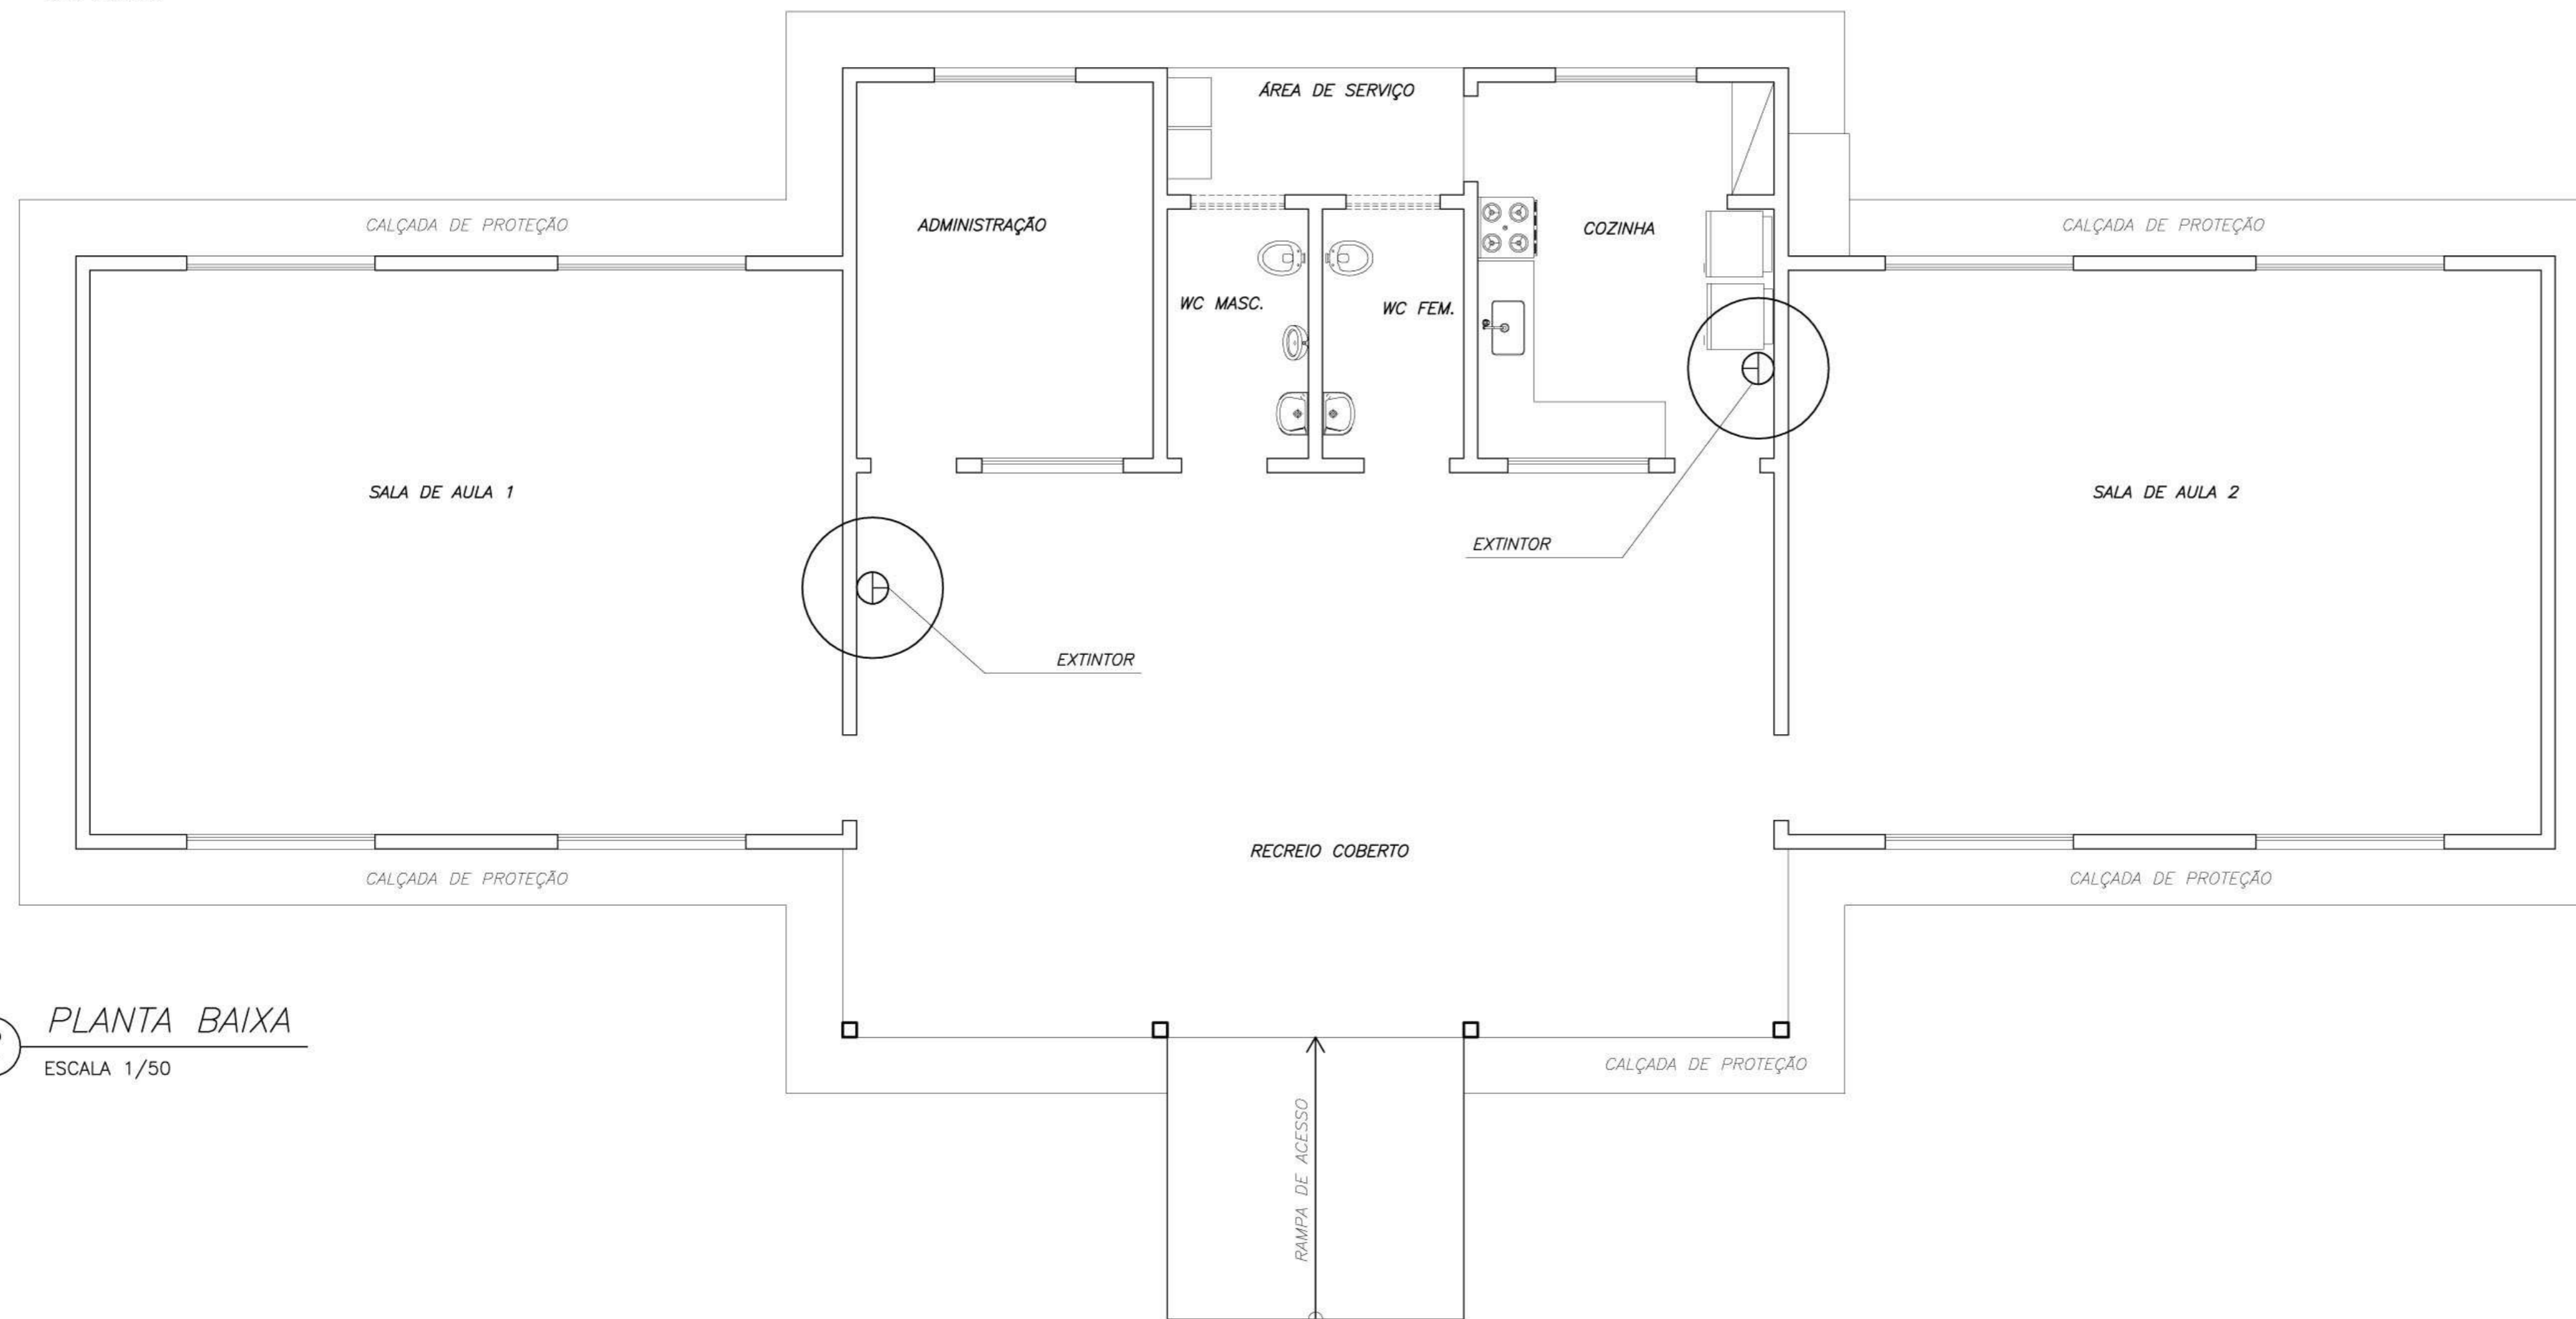 ÁREA DE SERVIÇO
CALÇADA DE PROTEÇÃO
ADMINISTRAÇÃO
COZINHA
CALÇADA DE PROTEÇÃO
WC MASC.
WC FEM.
SALA DE AULA 1
SALA DE AULA 2
EXTINTOR
EXTINTOR
RECREIO COBERTO
CALÇADA DE PROTEÇÃO
CALÇADA DE PROTEÇÃO
PLANTA BAIXA
ESCALA 1/50
CALÇADA DE PROTEÇÃO
RAMPA DE ACESSO